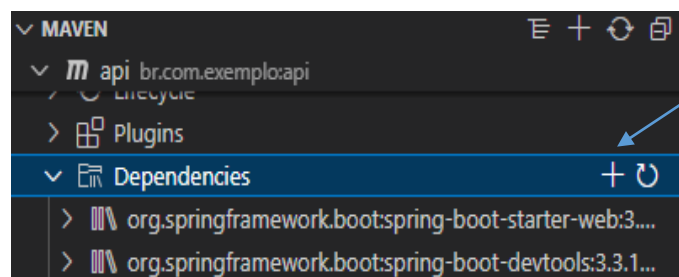 MAVEN
m api br.com.exemplo:api
Lifecycle
Plugins
Dependencies
org.springframework.boot:spring-boot-starter-web:3....
org.springframework.boot:spring-boot-devtools:3.3.1...